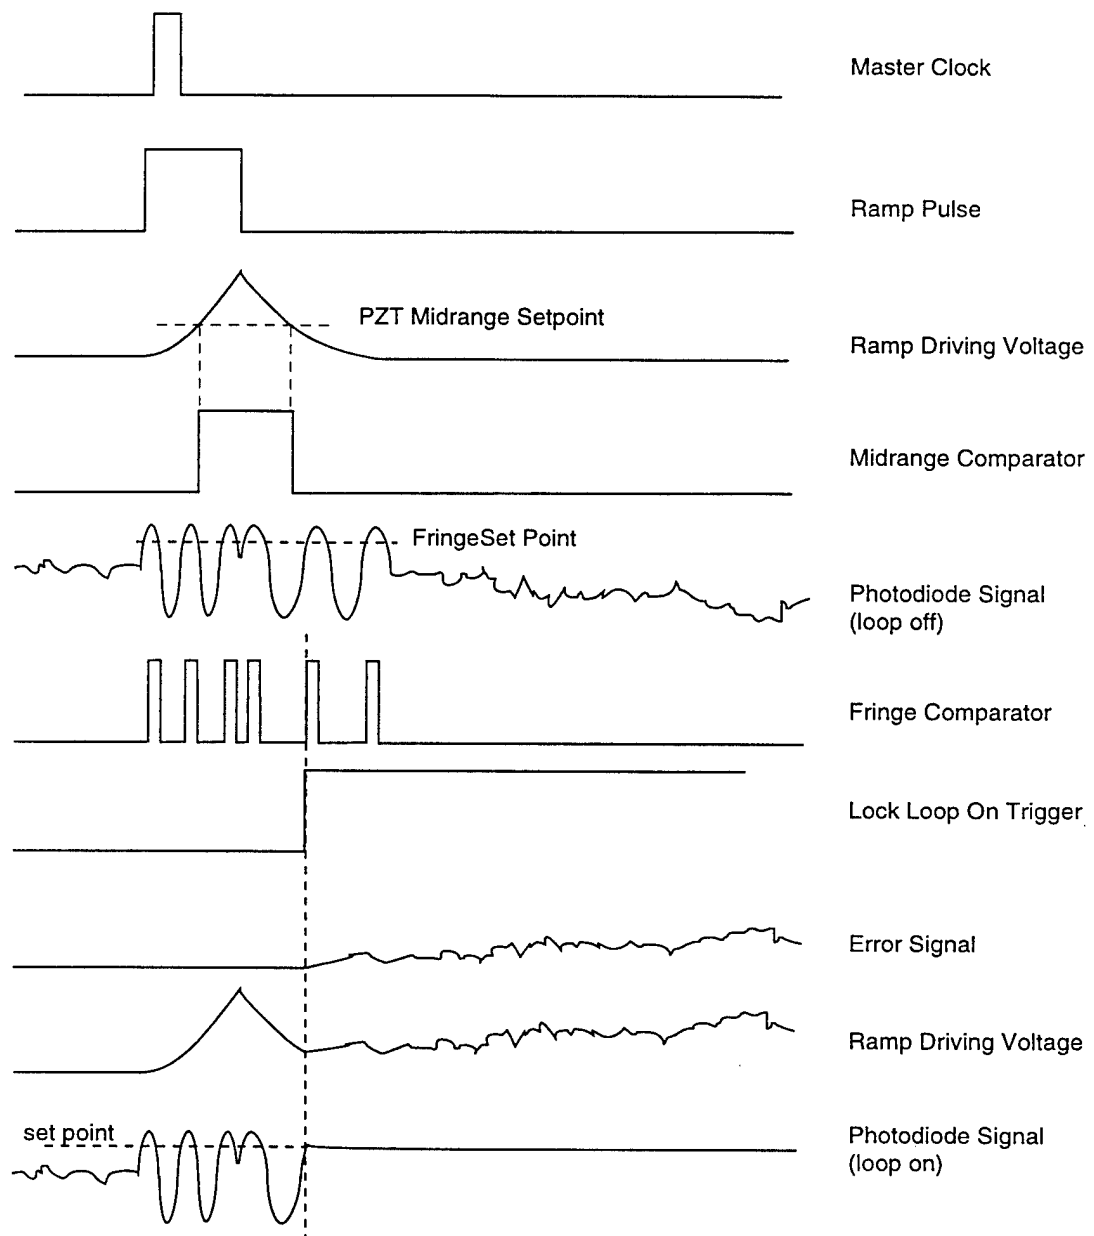 Master Clock
Ramp Pulse
PZT Midrange Setpoint
Ramp Driving Voltage
Midrange Comparator
FringeSet Point
Photodiode Signal
(loop off)
Fringe Comparator
Lock Loop On Trigger
Error Signal
Ramp Driving Voltage
set point
Photodiode Signal
(loop on)